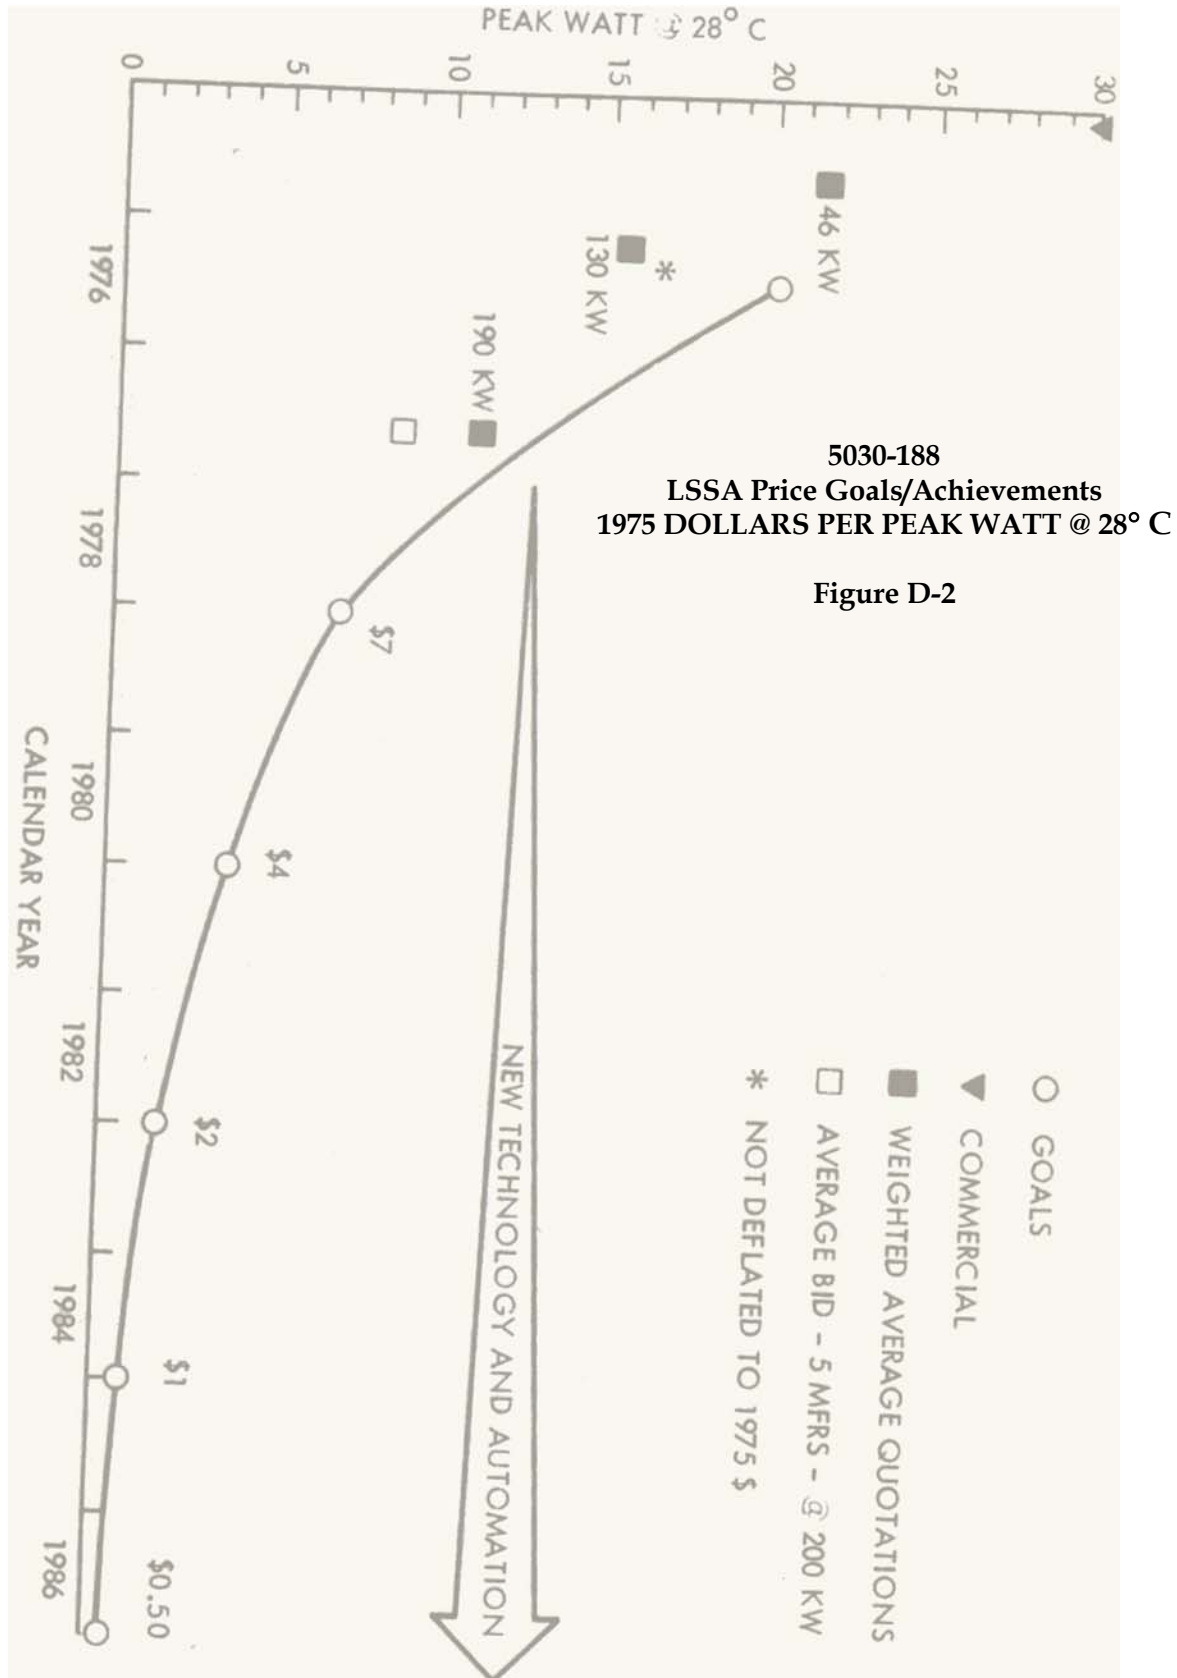 5030-188
LSSA Price Goals/Achievements
1975 DOLLARS PER PEAK WATT @ 28° C
Figure D-2
PEAK WATT @ 28° C
30
25
20
15
10
5
0
46 KW
*
130 KW
190 KW
$7
$4
$2
$1
$0.50
NEW TECHNOLOGY AND AUTOMATION
○ GOALS
▲ COMMERCIAL
■ WEIGHTED AVERAGE QUOTATIONS
□ AVERAGE BID - 5 MFRS - @ 200 KW
* NOT DEFLATED TO 1975 $
1976
1978
1980
1982
1984
1986
CALENDAR YEAR